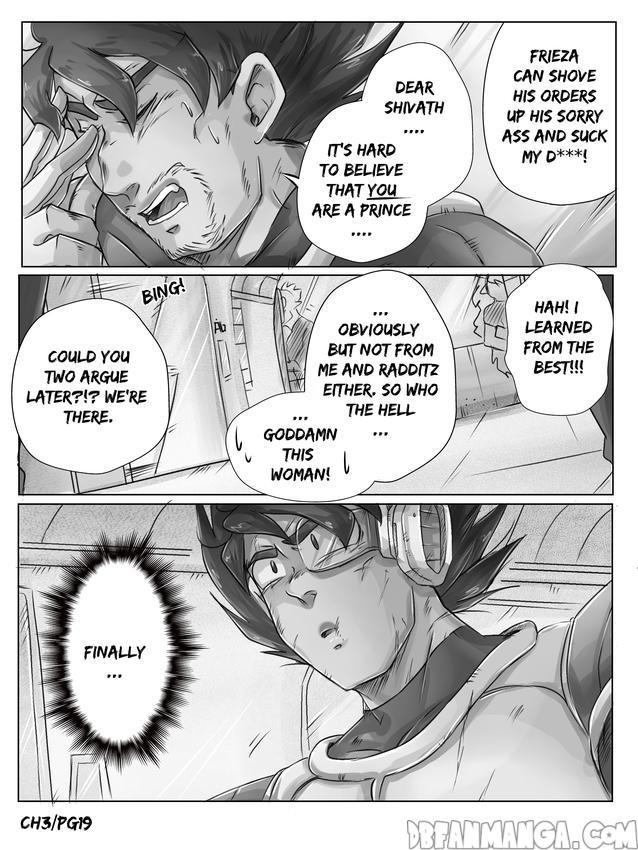 FRIEZA
CAN SHOVE
HIS ORDERS
UP HIS SORRY
ASS AND SUCK
MY D***!
DEAR
SHIVATH
....
IT'S HARD
TO BELIEVE
THAT YOU
ARE A PRINCE
....
HAH! I
LEARNED
FROM THE
BEST!!!
...
OBVIOUSLY
BUT NOT FROM
ME AND RADDITZ
EITHER. SO WHO
THE HELL
...
...
GODDAMN
THIS
WOMAN!
BING!
COULD YOU
TWO ARGUE
LATER?!? WE'RE
THERE.
FINALLY
...
CH3/PG19
DBFANMANGA.COM